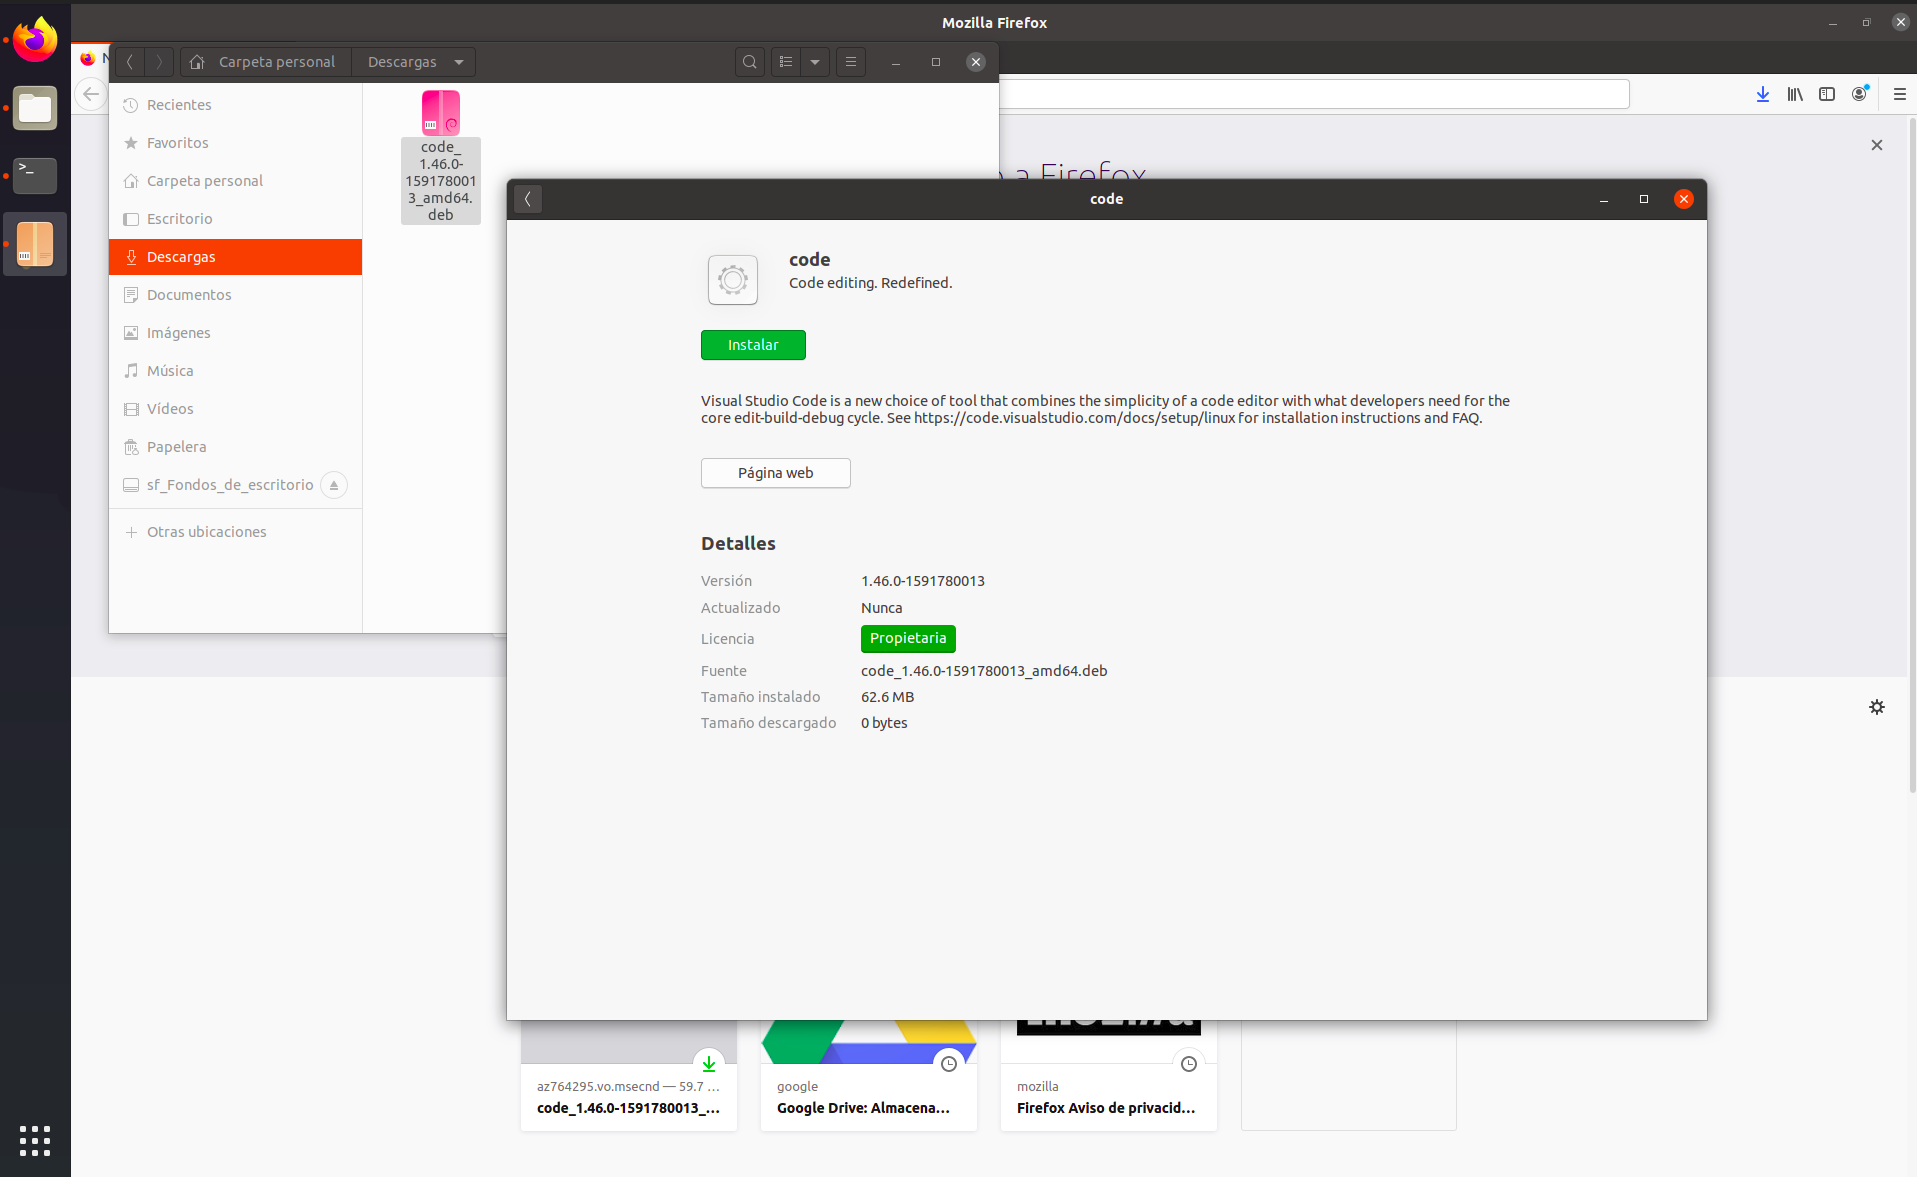 Mozilla Firefox
N
Carpeta personal
Descargas
Recientes
Favoritos
Carpeta personal
Escritorio
Descargas
Documentos
Imágenes
Música
Vídeos
Papelera
sf_Fondos_de_escritorio
Otras ubicaciones
code_
1.46.0-
159178001
3_amd64.
deb
a Firefox
code
code
Code editing. Redefined.
Instalar
Visual Studio Code is a new choice of tool that combines the simplicity of a code editor with what developers need for the
core edit-build-debug cycle. See https://code.visualstudio.com/docs/setup/linux for installation instructions and FAQ.
Página web
Detalles
Versión 1.46.0-1591780013
Actualizado Nunca
Licencia Propietaria
Fuente code_1.46.0-1591780013_amd64.deb
Tamaño instalado 62.6 MB
Tamaño descargado 0 bytes
az764295.vo.msecnd — 59.7 ...
code_1.46.0-1591780013_...
google
Google Drive: Almacena...
mozilla
Firefox Aviso de privacid...